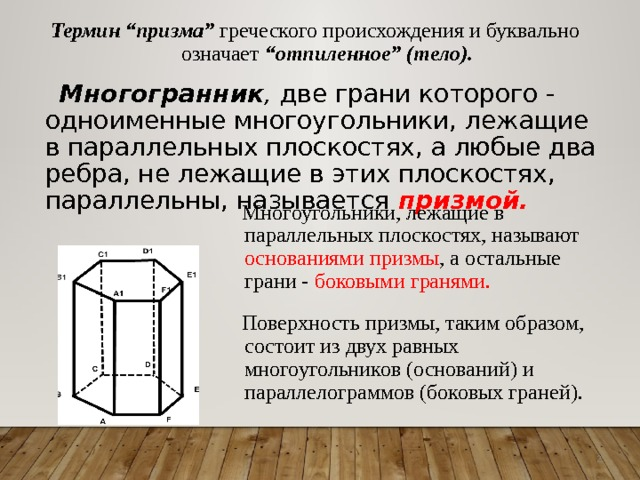 Термин “призма” греческого происхождения и буквально
означает “отпиленное” (тело).
Многогранник, две грани которого -
одноименные многоугольники, лежащие
в параллельных плоскостях, а любые два
ребра, не лежащие в этих плоскостях,
параллельны, называется призмой.
Многоугольники, лежащие в
параллельных плоскостях, называют
основаниями призмы, а остальные
грани - боковыми гранями.
Поверхность призмы, таким образом,
состоит из двух равных
многоугольников (оснований) и
параллелограммов (боковых граней).
C1 D1
B1 E1
A1 F1
C D
E
A F